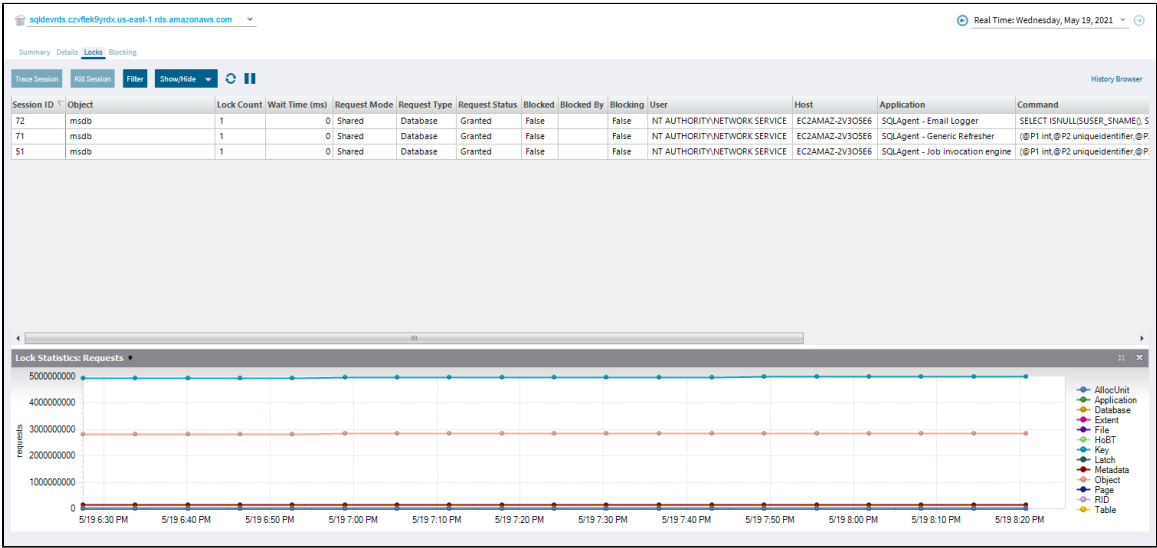 sqldevrds.czvftek9yrdx.us-east-1.rds.amazonaws.com
Real Time: Wednesday, May 19, 2021
Summary Details Locks Blocking
Trace Session Kill Session Filter Show/Hide History Browser
Session ID Object Lock Count Wait Time (ms) Request Mode Request Type Request Status Blocked Blocked By Blocking User Host Application Command
72 msdb 1 0 Shared Database Granted False False NT AUTHORITY\NETWORK SERVICE EC2AMAZ-2V3O5E6 SQLAgent - Email Logger SELECT ISNULL(SUSER_SNAME(), S
71 msdb 1 0 Shared Database Granted False False NT AUTHORITY\NETWORK SERVICE EC2AMAZ-2V3O5E6 SQLAgent - Generic Refresher (@P1 int,@P2 uniqueidentifier,@P
51 msdb 1 0 Shared Database Granted False False NT AUTHORITY\NETWORK SERVICE EC2AMAZ-2V3O5E6 SQLAgent - Job invocation engine (@P1 int,@P2 uniqueidentifier,@P
Lock Statistics: Requests
requests
5000000000
4000000000
3000000000
2000000000
1000000000
0
5/19 6:30 PM 5/19 6:40 PM 5/19 6:50 PM 5/19 7:00 PM 5/19 7:10 PM 5/19 7:20 PM 5/19 7:30 PM 5/19 7:40 PM 5/19 7:50 PM 5/19 8:00 PM 5/19 8:10 PM 5/19 8:20 PM
AllocUnit
Application
Database
Extent
File
HoBT
Key
Latch
Metadata
Object
Page
RID
Table